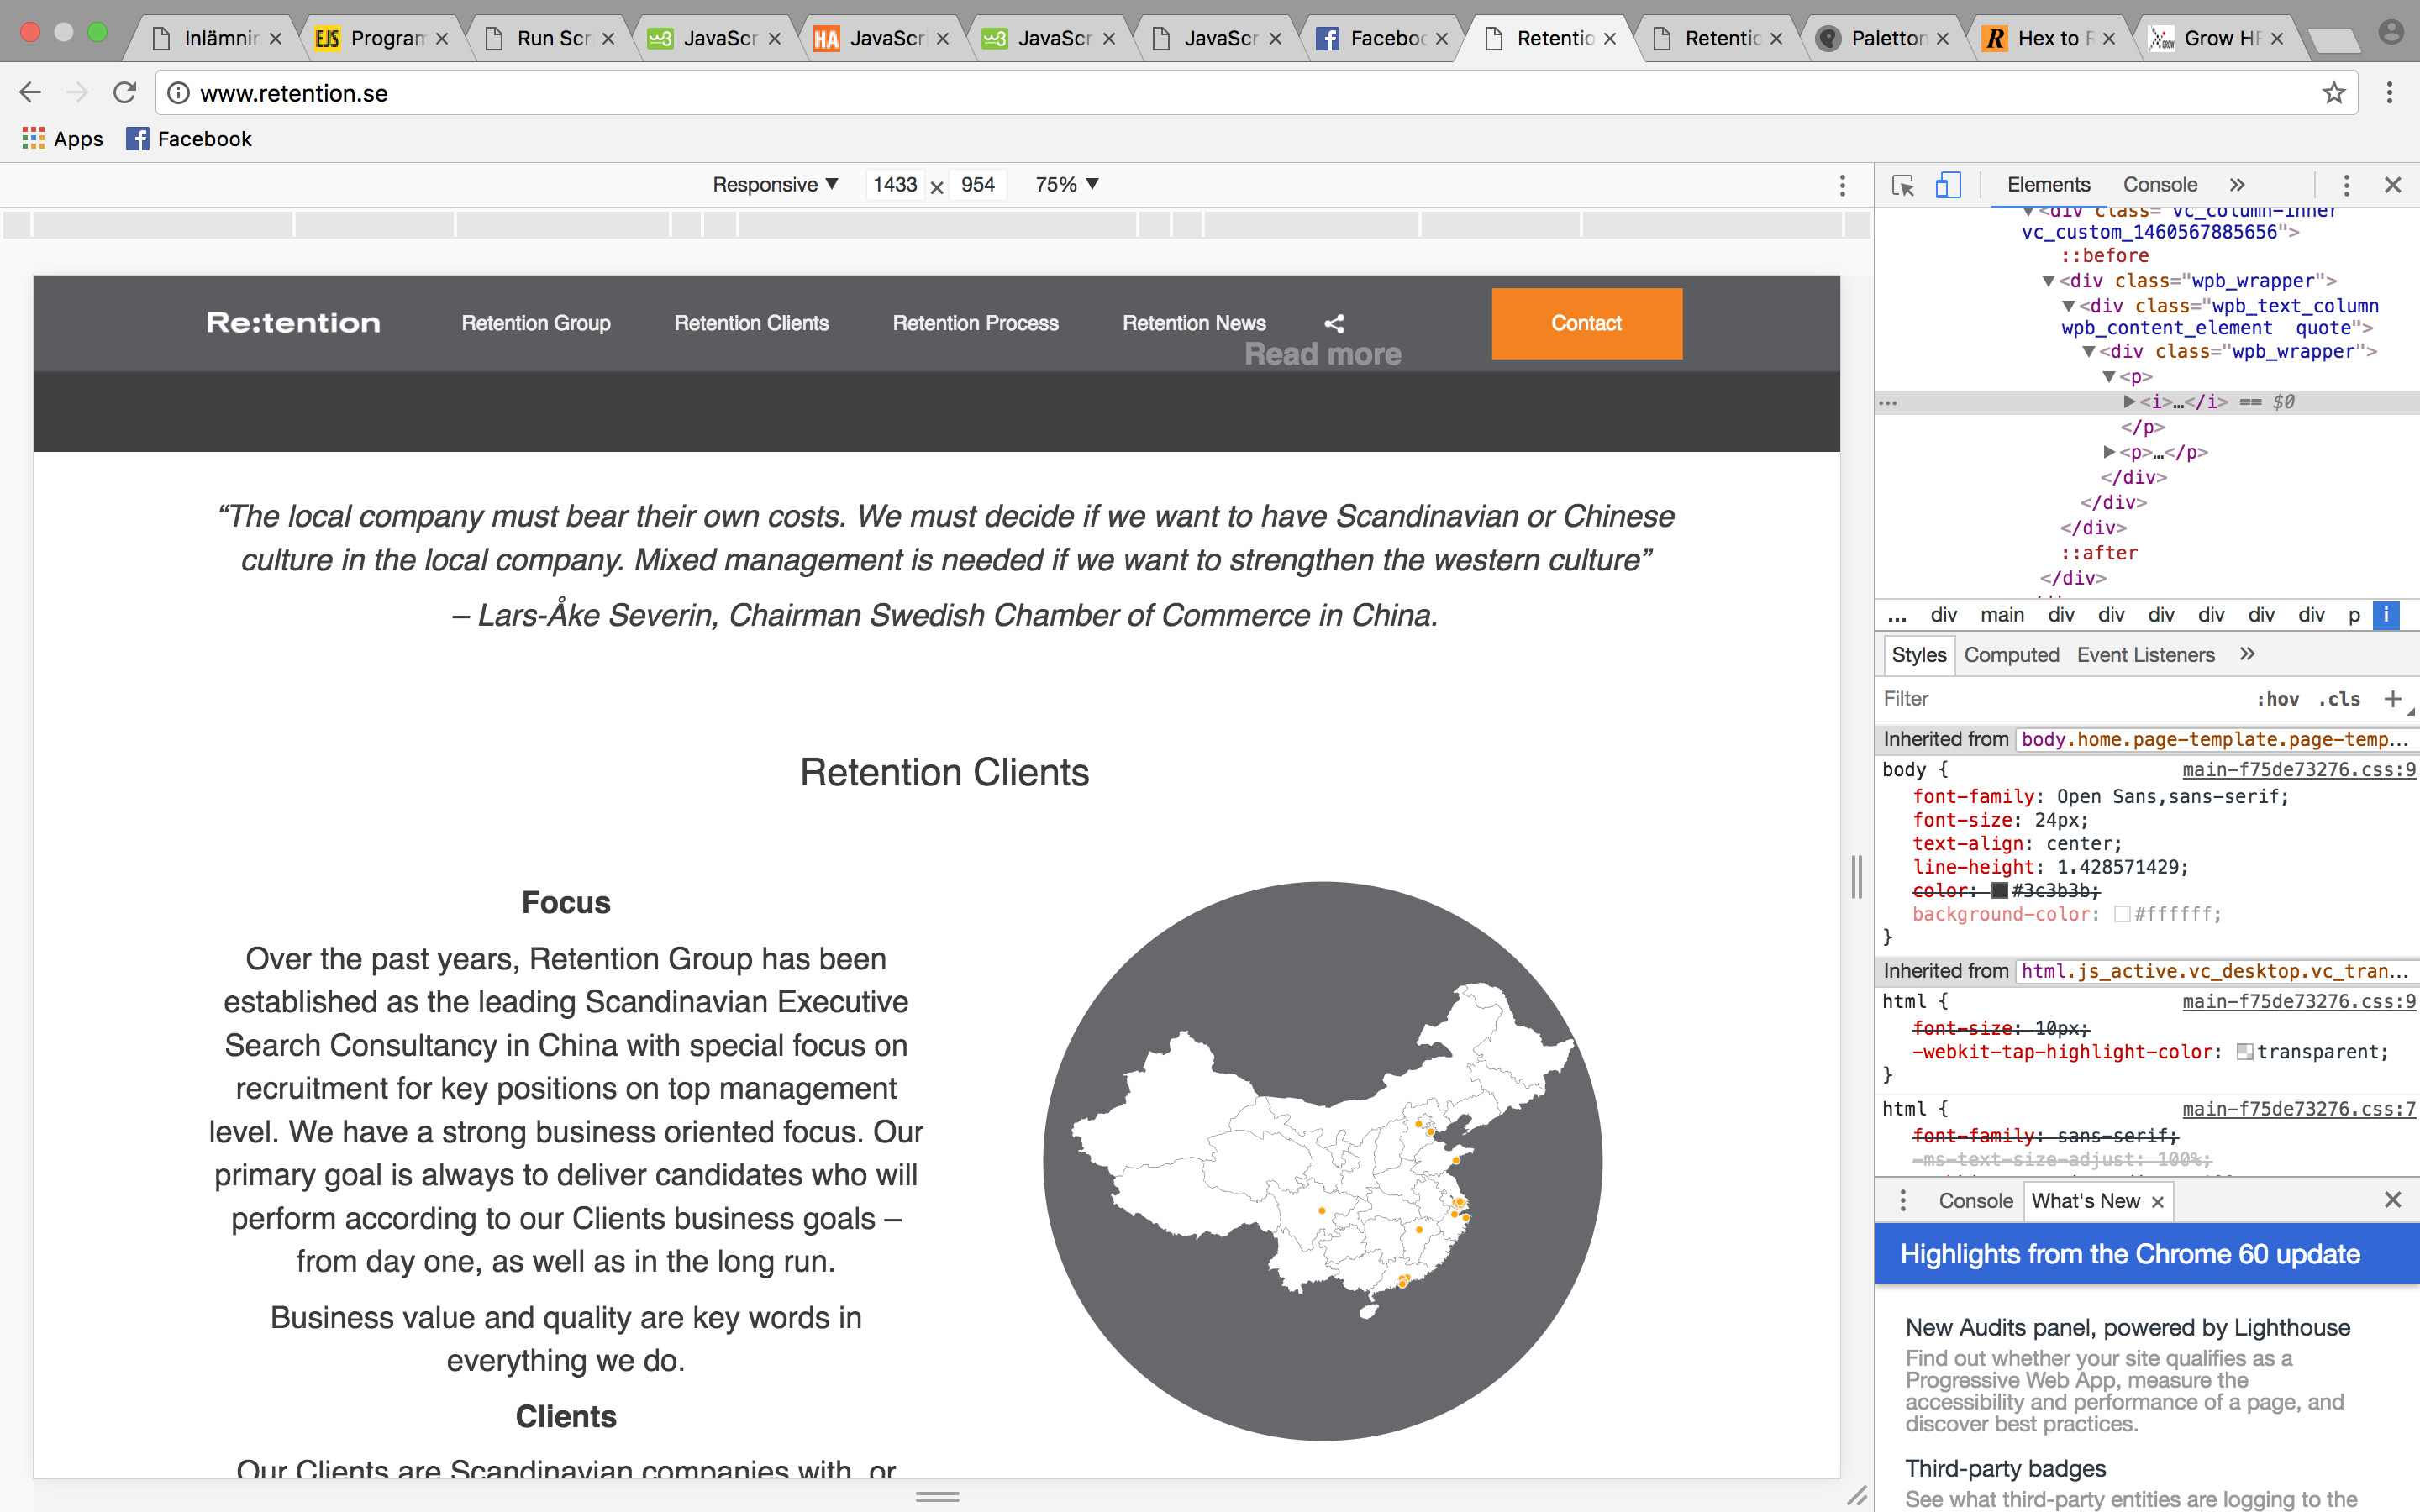 Inlämnin
EJS Program
Run Scr
w3 JavaScr
HA JavaScri
w3 JavaScr
JavaScr
Faceboo
Retentio
Retentio
Paletton
R Hex to R
Grow HR
www.retention.se
Apps
Facebook
Responsive
1433 × 954
75%
Elements
Console
Re:tention
Retention Group
Retention Clients
Retention Process
Retention News
Contact
Read more
“The local company must bear their own costs. We must decide if we want to have Scandinavian or Chinese
culture in the local company. Mixed management is needed if we want to strengthen the western culture”
– Lars-Åke Severin, Chairman Swedish Chamber of Commerce in China.
Retention Clients
Focus
Over the past years, Retention Group has been
established as the leading Scandinavian Executive
Search Consultancy in China with special focus on
recruitment for key positions on top management
level. We have a strong business oriented focus. Our
primary goal is always to deliver candidates who will
perform according to our Clients business goals –
from day one, as well as in the long run.
Business value and quality are key words in
everything we do.
Clients
Our Clients are Scandinavian companies with, or
<div class="vc_column-inner
vc_custom_1460567885656">
::before
<div class="wpb_wrapper">
<div class="wpb_text_column
wpb_content_element  quote">
<div class="wpb_wrapper">
<p>
<i>…</i> == $0
</p>
<p>…</p>
</div>
</div>
</div>
::after
</div>
... div main div div div div div div p i
Styles
Computed
Event Listeners
Filter
:hov .cls +
Inherited from body.home.page-template.page-temp…
body { main-f75de73276.css:9
font-family: Open Sans,sans-serif;
font-size: 24px;
text-align: center;
line-height: 1.428571429;
color: #3c3b3b;
background-color: #ffffff;
}
Inherited from html.js_active.vc_desktop.vc_tran…
html { main-f75de73276.css:9
font-size: 10px;
-webkit-tap-highlight-color: transparent;
}
html { main-f75de73276.css:7
font-family: sans-serif;
-ms-text-size-adjust: 100%;
Console
What's New
Highlights from the Chrome 60 update
New Audits panel, powered by Lighthouse
Find out whether your site qualifies as a
Progressive Web App, measure the
accessibility and performance of a page, and
discover best practices.
Third-party badges
See what third-party entities are logging to the